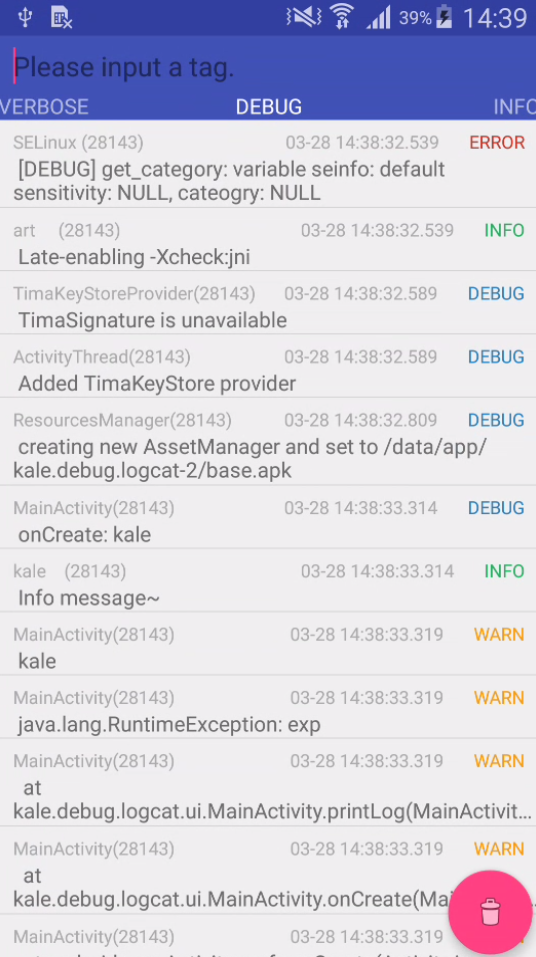 39% 14:39
Please input a tag.
VERBOSE DEBUG INFO
SELinux (28143) 03-28 14:38:32.539 ERROR
[DEBUG] get_category: variable seinfo: default
sensitivity: NULL, cateogry: NULL
art (28143) 03-28 14:38:32.539 INFO
Late-enabling -Xcheck:jni
TimaKeyStoreProvider(28143) 03-28 14:38:32.589 DEBUG
TimaSignature is unavailable
ActivityThread(28143) 03-28 14:38:32.589 DEBUG
Added TimaKeyStore provider
ResourcesManager(28143) 03-28 14:38:32.809 DEBUG
creating new AssetManager and set to /data/app/
kale.debug.logcat-2/base.apk
MainActivity(28143) 03-28 14:38:33.314 DEBUG
onCreate: kale
kale (28143) 03-28 14:38:33.314 INFO
Info message~
MainActivity(28143) 03-28 14:38:33.319 WARN
kale
MainActivity(28143) 03-28 14:38:33.319 WARN
java.lang.RuntimeException: exp
MainActivity(28143) 03-28 14:38:33.319 WARN
at
kale.debug.logcat.ui.MainActivity.printLog(MainActivit...
MainActivity(28143) 03-28 14:38:33.319 WARN
at
kale.debug.logcat.ui.MainActivity.onCreate(Mai
MainActivity(28143) 03-28 14:38:33.319